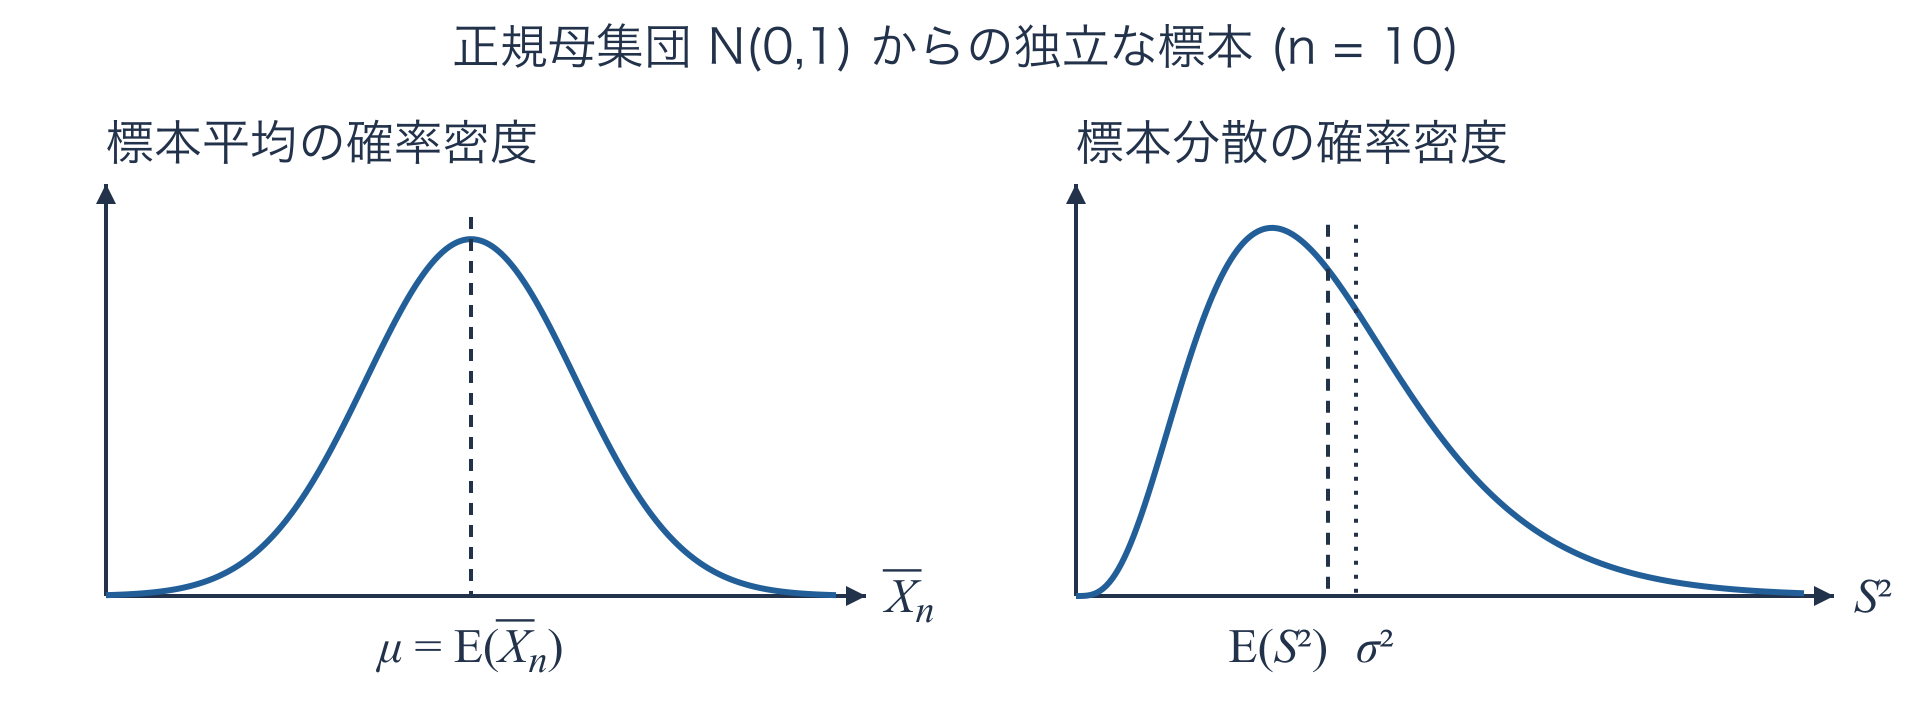 正規母集団 N(0,1) からの独立な標本 (n = 10)
標本平均の確率密度
X̅ₙ
μ = E(X̅ₙ)
標本分散の確率密度
S²
E(S²) σ²